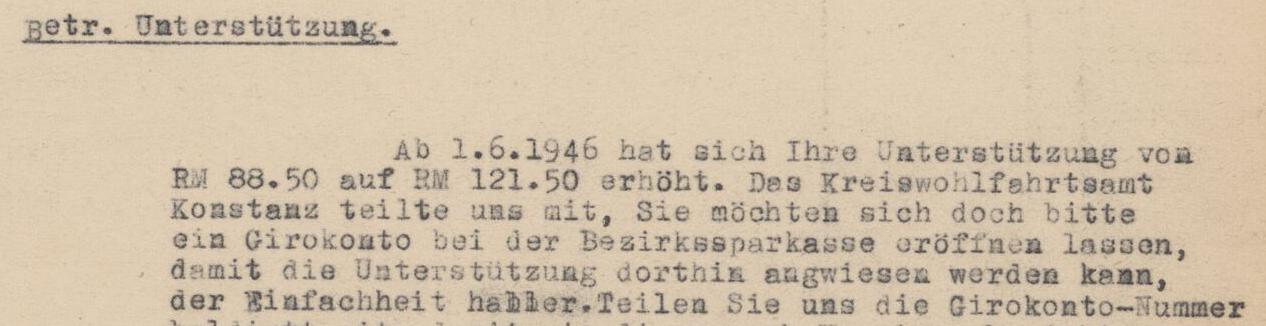 Betr. Unterstützung.
Ab 1.6.1946 hat sich Ihre Unterstützung von
RM 88.50 auf RM 121.50 erhöht. Das Kreiswohlfahrtsamt
Konstanz teilte uns mit, Sie möchten sich doch bitte
ein Girokonto bei der Bezirkssparkasse eröffnen lassen,
damit die Unterstützung dorthin angwiesen werden kann,
der Einfachheit halber.Teilen Sie uns die Girokonto-Nummer